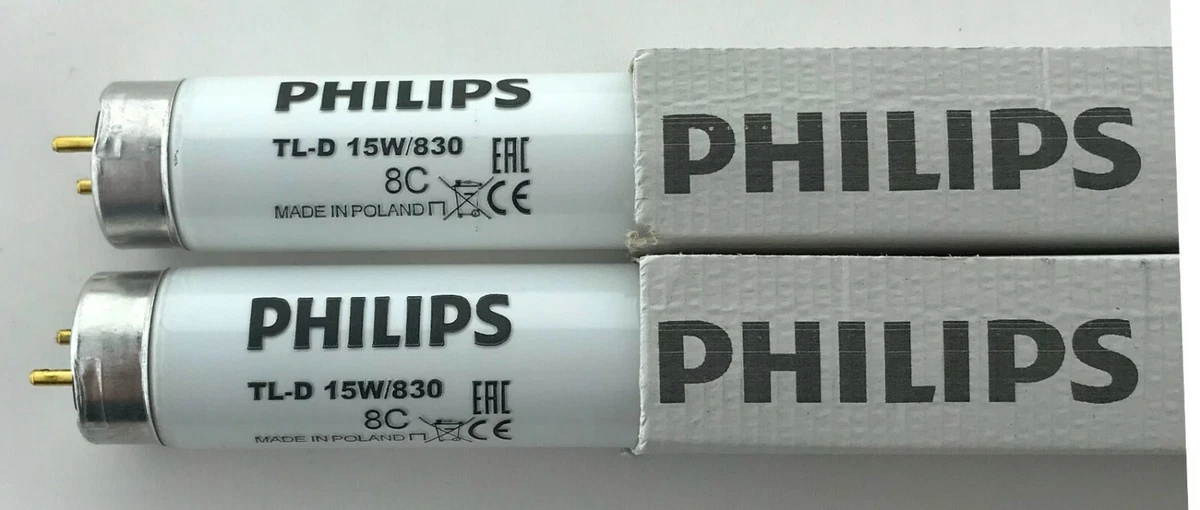 PHILIPS
TL-D 15W/830
EAC
8C
MADE IN POLAND CE
PHILIPS
PHILIPS
TL-D 15W/830
EAC
8C
MADE IN POLAND CE
PHILIPS